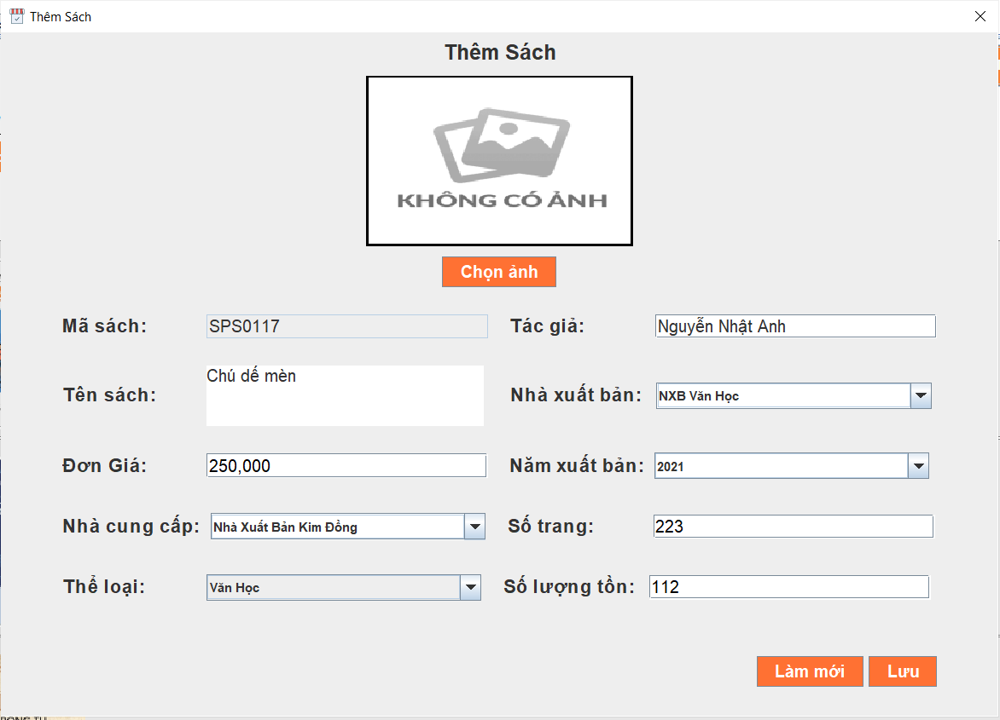 Thêm Sách
Thêm Sách
KHÔNG CÓ ẢNH
Chọn ảnh
Mã sách: SPS0117 Tác giả: Nguyễn Nhật Anh
Tên sách: Chú dế mèn Nhà xuất bản: NXB Văn Học
Đơn Giá: 250,000 Năm xuất bản: 2021
Nhà cung cấp: Nhà Xuất Bản Kim Đồng Số trang: 223
Thể loại: Văn Học Số lượng tồn: 112
Làm mới Lưu